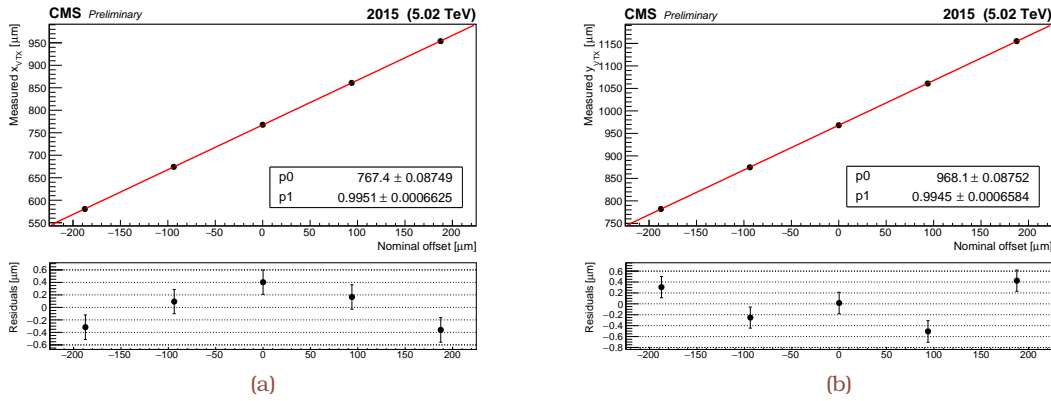 CMS Preliminary 2015 (5.02 TeV)
Measured x_VTX [μm]
950
900
850
800
750
700
650
600
550
p0 767.4 ± 0.08749
p1 0.9951 ± 0.0006625
−200 −150 −100 −50 0 50 100 150 200
Nominal offset [μm]
Residuals [μm]
0.6
0.4
0.2
0
−0.2
−0.4
−0.6
−200 −150 −100 −50 0 50 100 150 200
(a)
CMS Preliminary 2015 (5.02 TeV)
Measured y_VTX [μm]
1150
1100
1050
1000
950
900
850
800
750
p0 968.1 ± 0.08752
p1 0.9945 ± 0.0006584
−200 −150 −100 −50 0 50 100 150 200
Nominal offset [μm]
Residuals [μm]
0.6
0.4
0.2
0
−0.2
−0.4
−0.6
−0.8
−200 −150 −100 −50 0 50 100 150 200
(b)